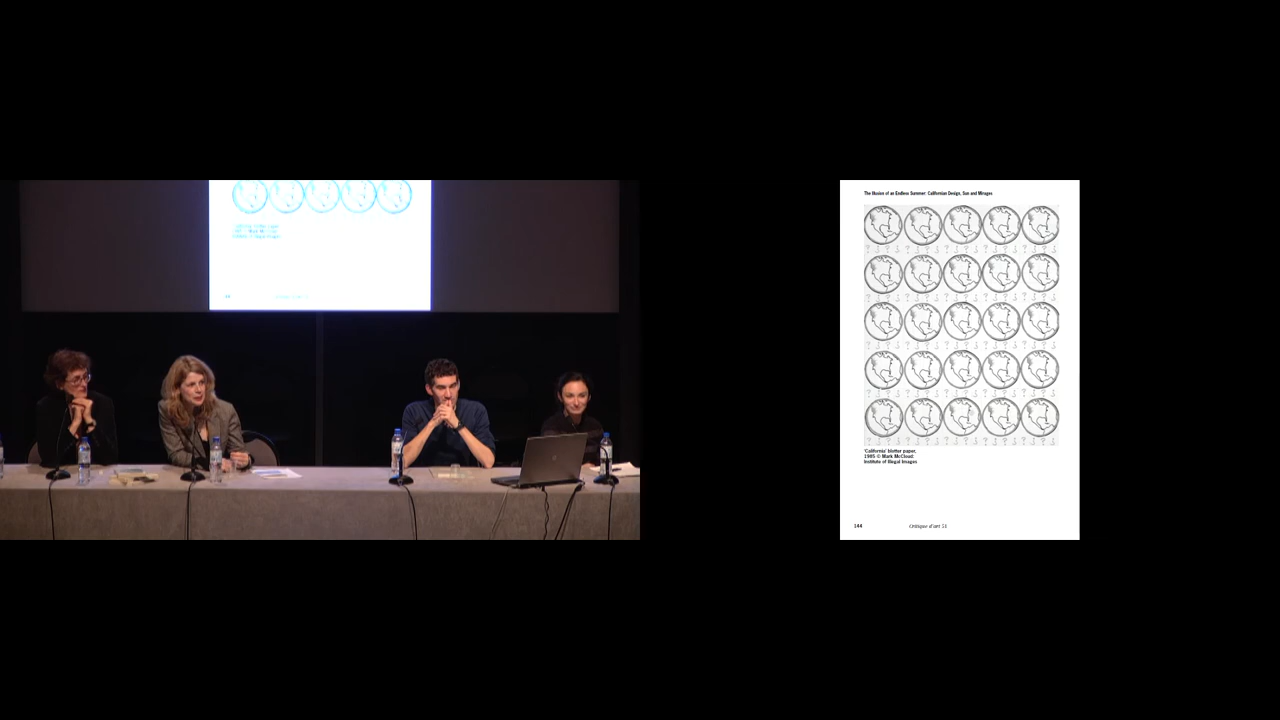 The Illusion of an Endless Summer: Californian Design, Sun and Mirages
'California' blotter paper,
1985 © Mark McCloud:
Institute of Illegal Images
144
Critique d'art 51